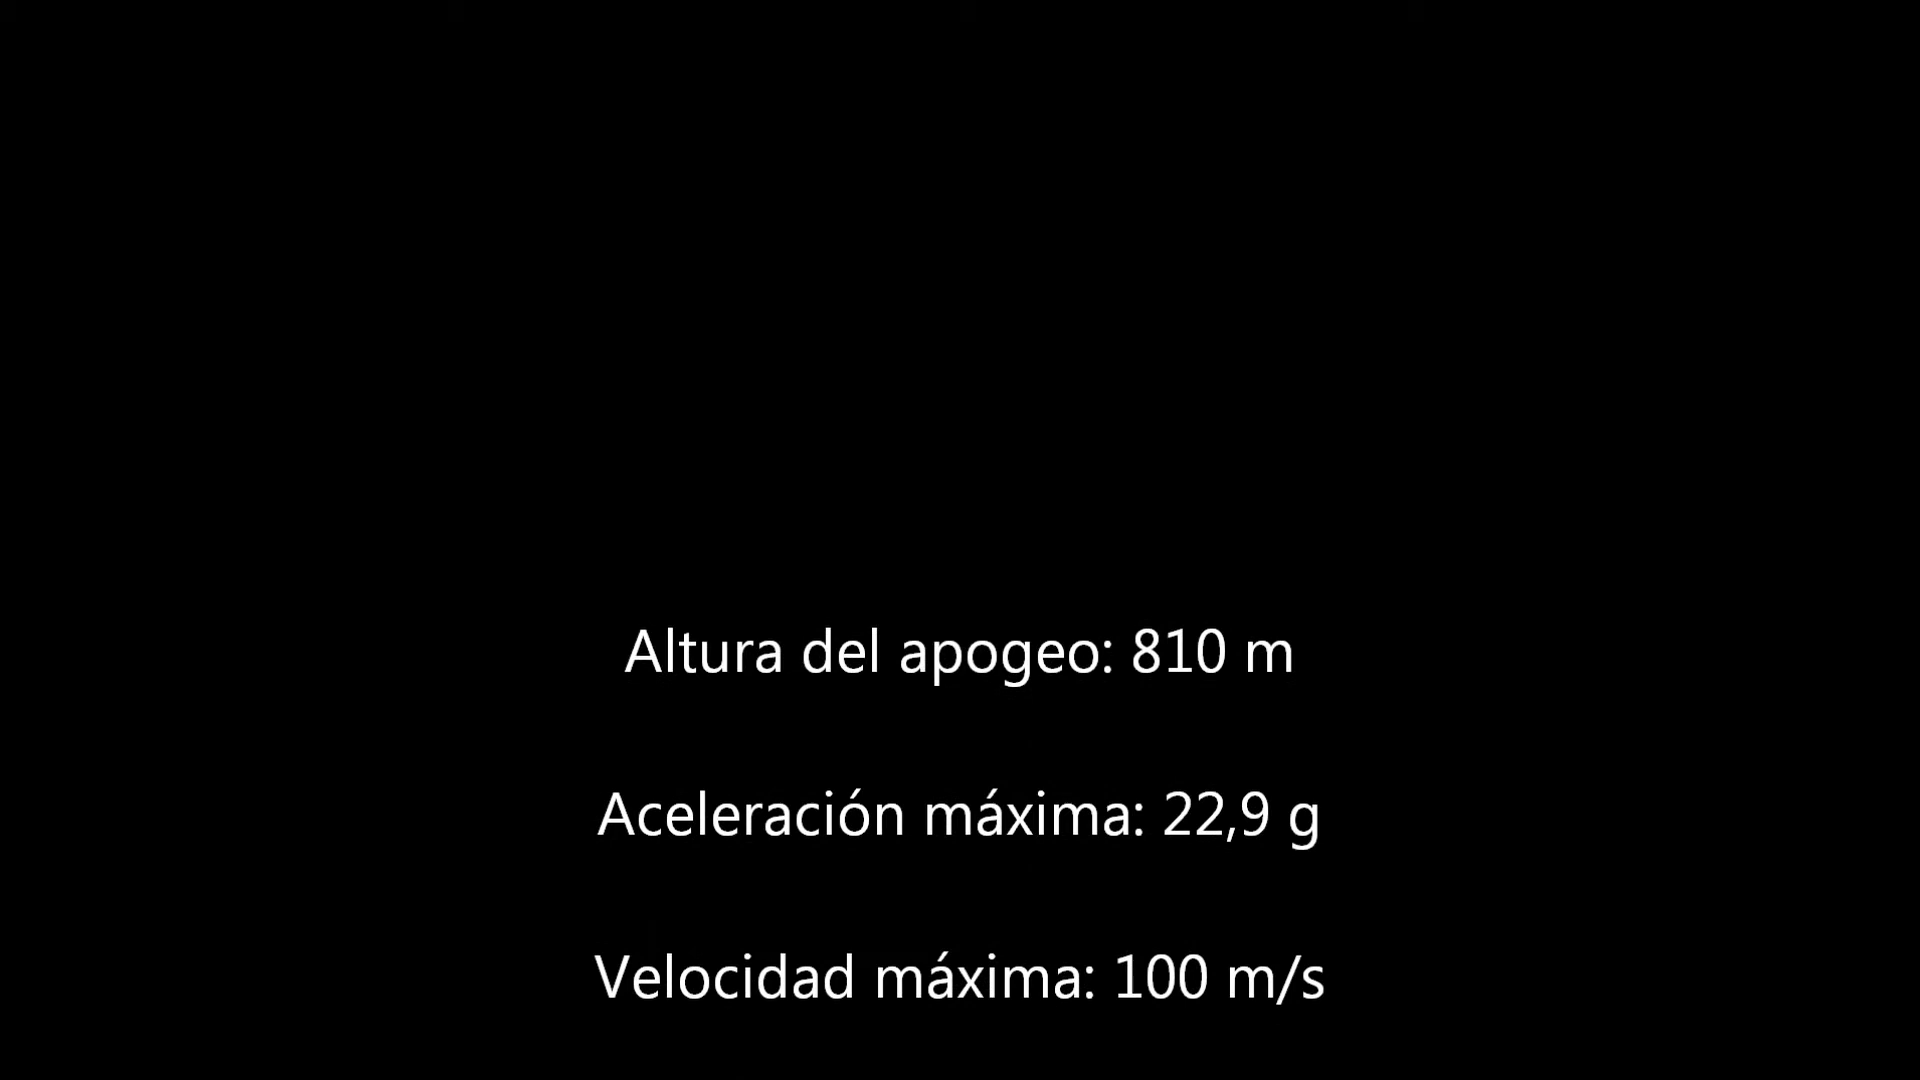 Altura del apogeo: 810 m
Aceleración máxima: 22,9 g
Velocidad máxima: 100 m/s